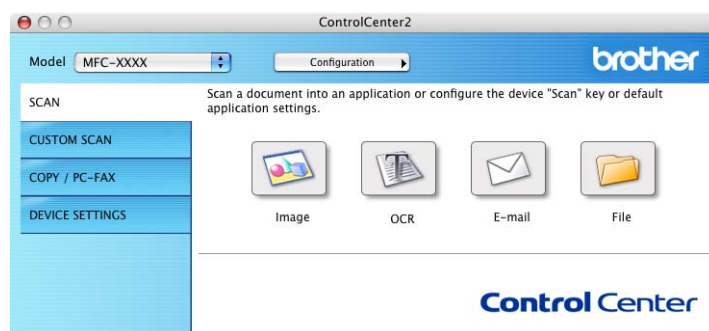 ControlCenter2
Model MFC-XXXX Configuration
brother
SCAN
CUSTOM SCAN
COPY / PC-FAX
DEVICE SETTINGS
Scan a document into an application or configure the device "Scan" key or default
application settings.
Image OCR E-mail File
Control Center